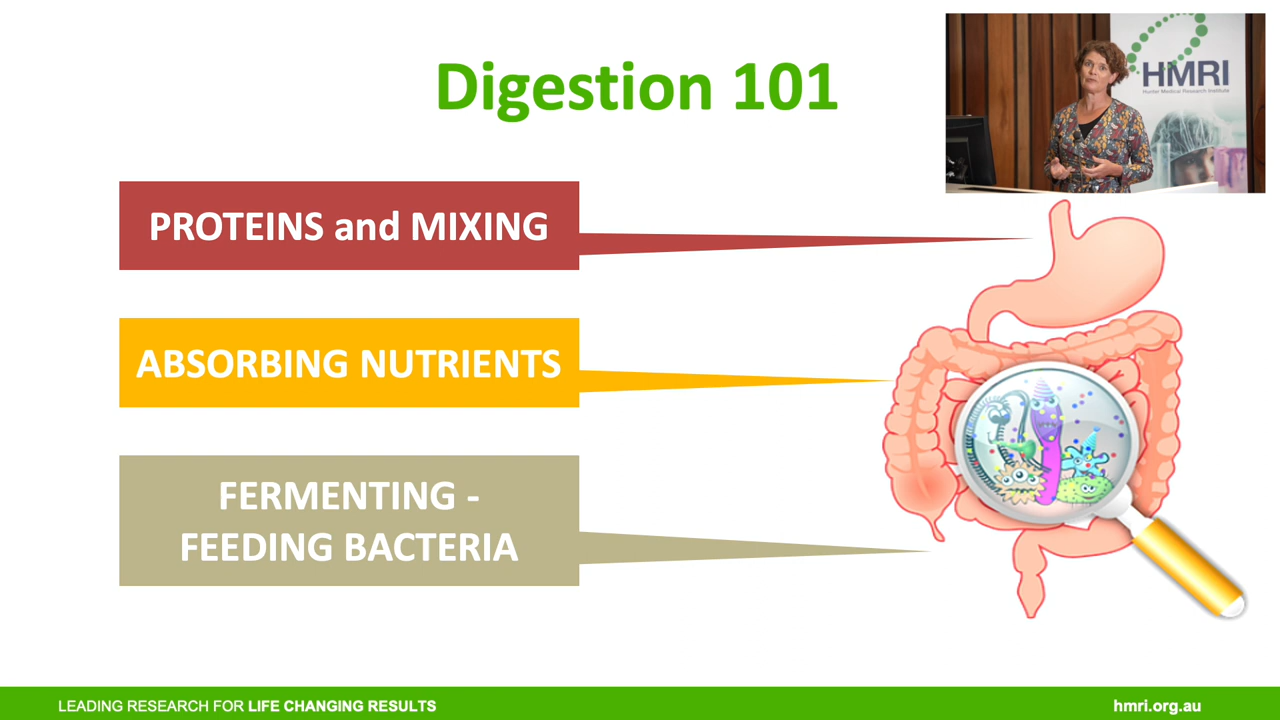 Digestion 101
HMRI
Hunter Medical Research Institute
PROTEINS and MIXING
ABSORBING NUTRIENTS
FERMENTING -
FEEDING BACTERIA
LEADING RESEARCH FOR LIFE CHANGING RESULTS
hmri.org.au